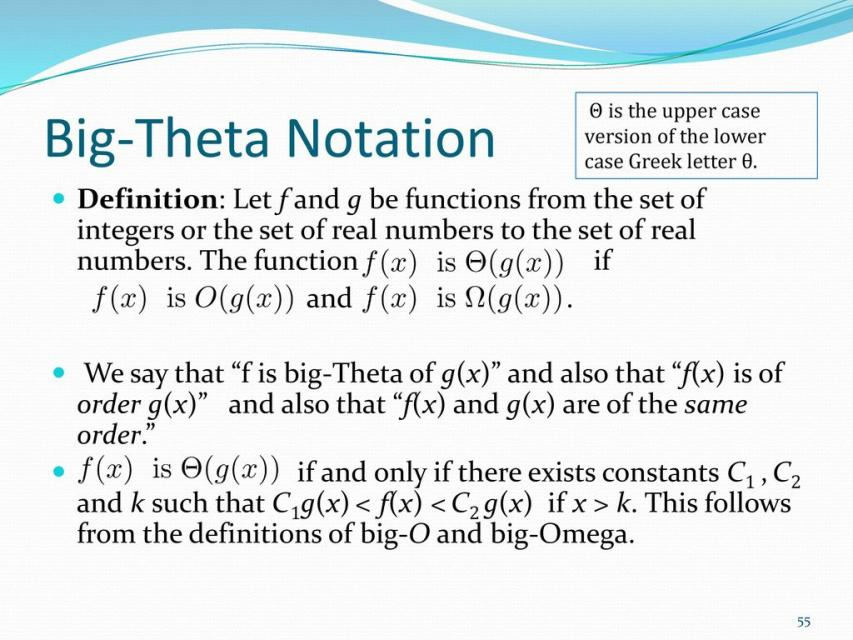 Big-Theta Notation
Θ is the upper case
version of the lower
case Greek letter θ.
• Definition: Let f and g be functions from the set of
integers or the set of real numbers to the set of real
numbers. The function f(x) is Θ(g(x)) if
f(x) is O(g(x)) and f(x) is Ω(g(x)).
• We say that “f is big-Theta of g(x)” and also that “f(x) is of
order g(x)” and also that “f(x) and g(x) are of the same
order.”
• f(x) is Θ(g(x)) if and only if there exists constants C₁ , C₂
and k such that C₁g(x) < f(x) < C₂ g(x) if x > k. This follows
from the definitions of big-O and big-Omega.
55